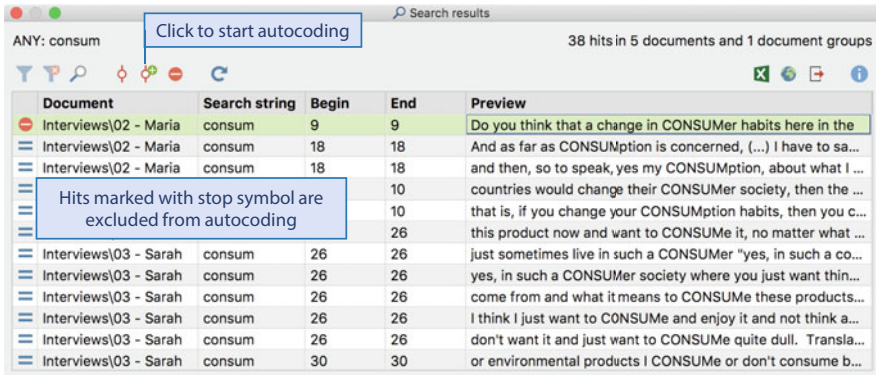 Search results
Click to start autocoding
ANY: consum 38 hits in 5 documents and 1 document groups
Document Search string Begin End Preview
Interviews\02 - Maria consum 9 9 Do you think that a change in CONSUMer habits here in the
Interviews\02 - Maria consum 18 18 And as far as CONSUMption is concerned, (...) I have to sa...
Interviews\02 - Maria consum 18 18 and then, so to speak, yes my CONSUMption, about what I ...
10 countries would change their CONSUMer society, then the ...
Hits marked with stop symbol are
excluded from autocoding
10 that is, if you change your CONSUMption habits, then you c...
26 this product now and want to CONSUMe it, no matter what ...
Interviews\03 - Sarah consum 26 26 just sometimes live in such a CONSUMer "yes, in such a co...
Interviews\03 - Sarah consum 26 26 yes, in such a CONSUMer society where you just want thin...
Interviews\03 - Sarah consum 26 26 come from and what it means to CONSUMe these products...
Interviews\03 - Sarah consum 26 26 I think I just want to CONSUMe and enjoy it and not think a...
Interviews\03 - Sarah consum 26 26 don't want it and just want to CONSUMe quite dull. Transla...
Interviews\03 - Sarah consum 30 30 or environmental products I CONSUMe or don't consume b...